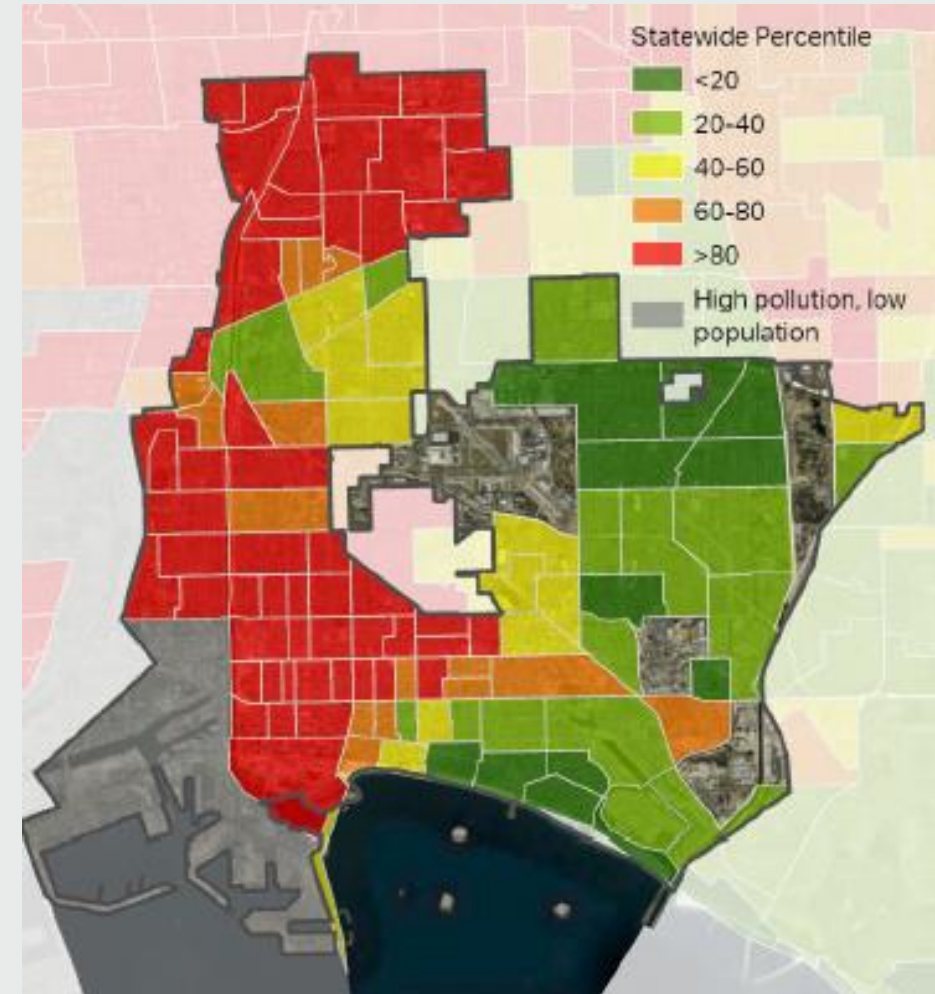 Statewide Percentile
<20
20-40
40-60
60-80
>80
High pollution, low
population